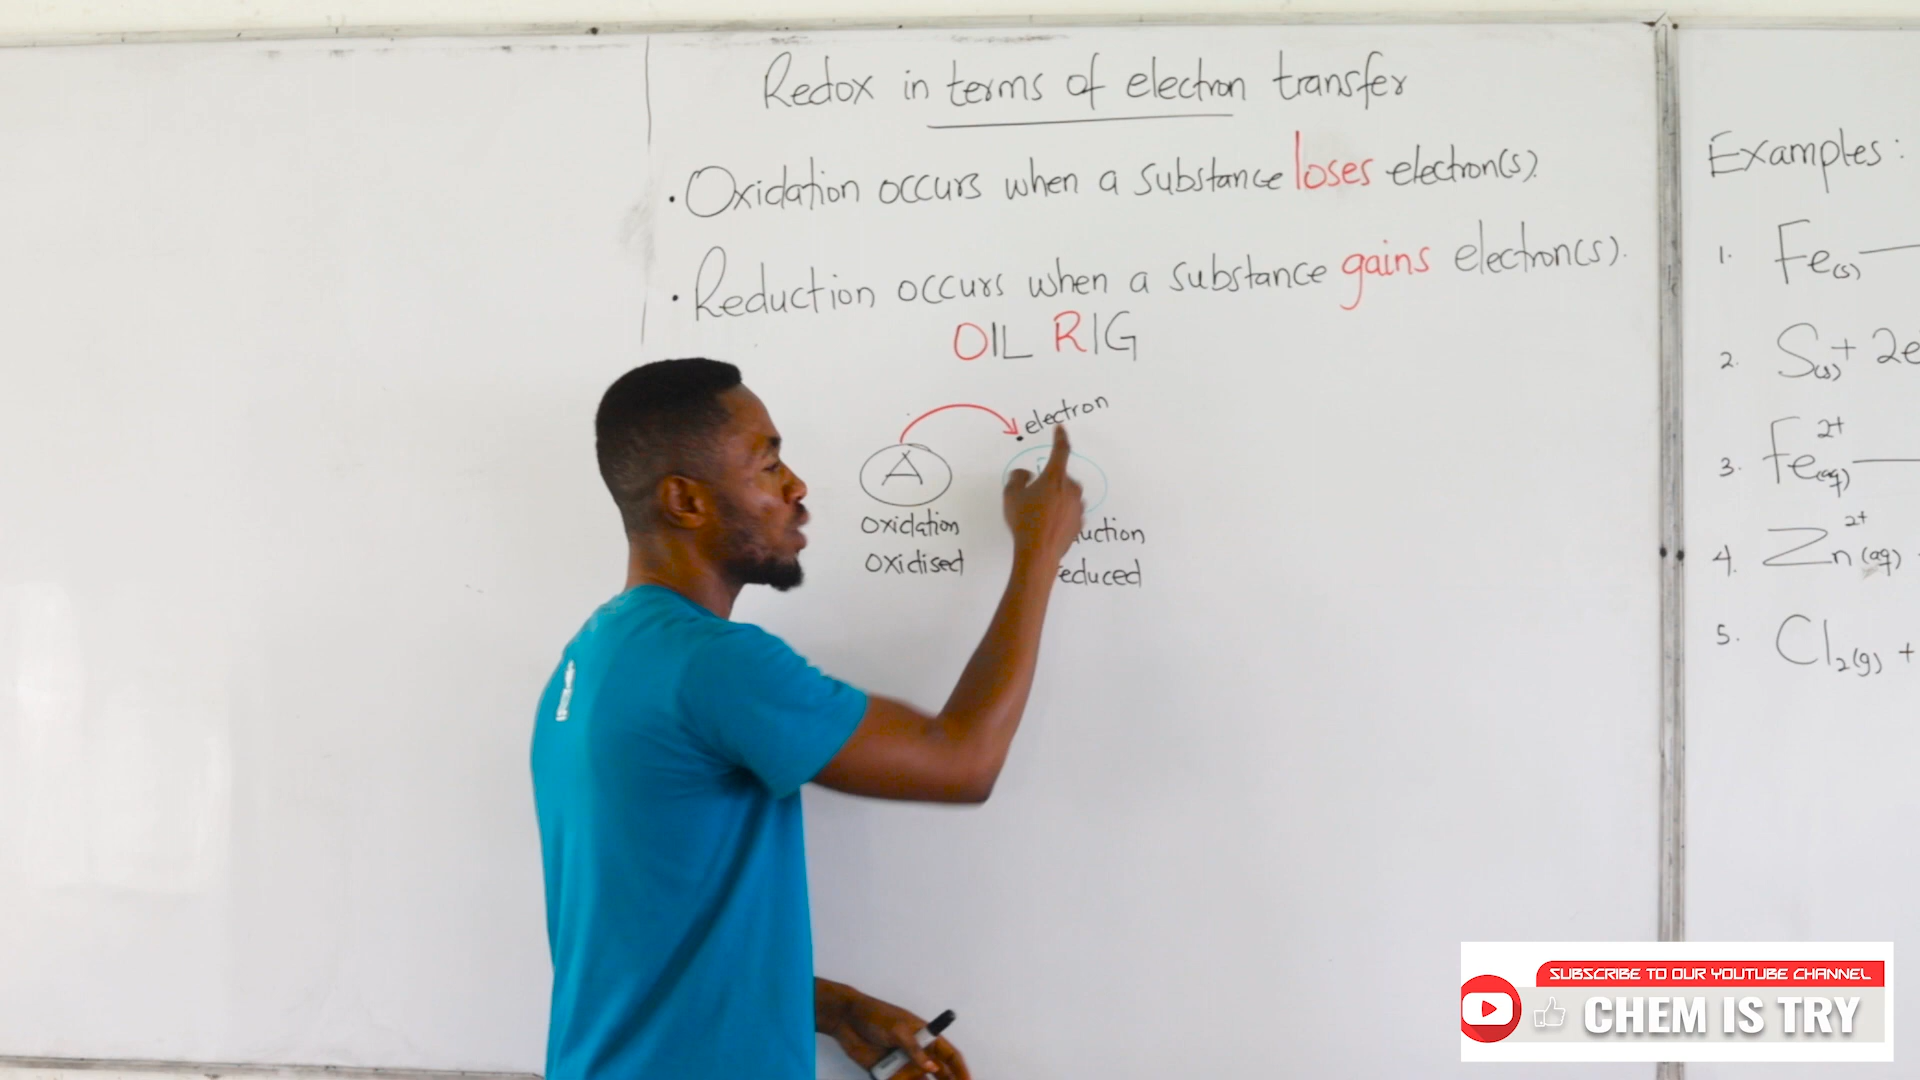 Redox in terms of electron transfer
• Oxidation occurs when a substance loses electron(s).
• Reduction occurs when a substance gains electron(s).
OIL RIG
electron
A
oxidation
oxidised
uction
educed
Examples:
1. Fe(s)
2. S(s) + 2e
3. Fe²⁺(aq)
4. Zn²⁺(aq)
5. Cl₂(g) +
SUBSCRIBE TO OUR YOUTUBE CHANNEL
CHEM IS TRY